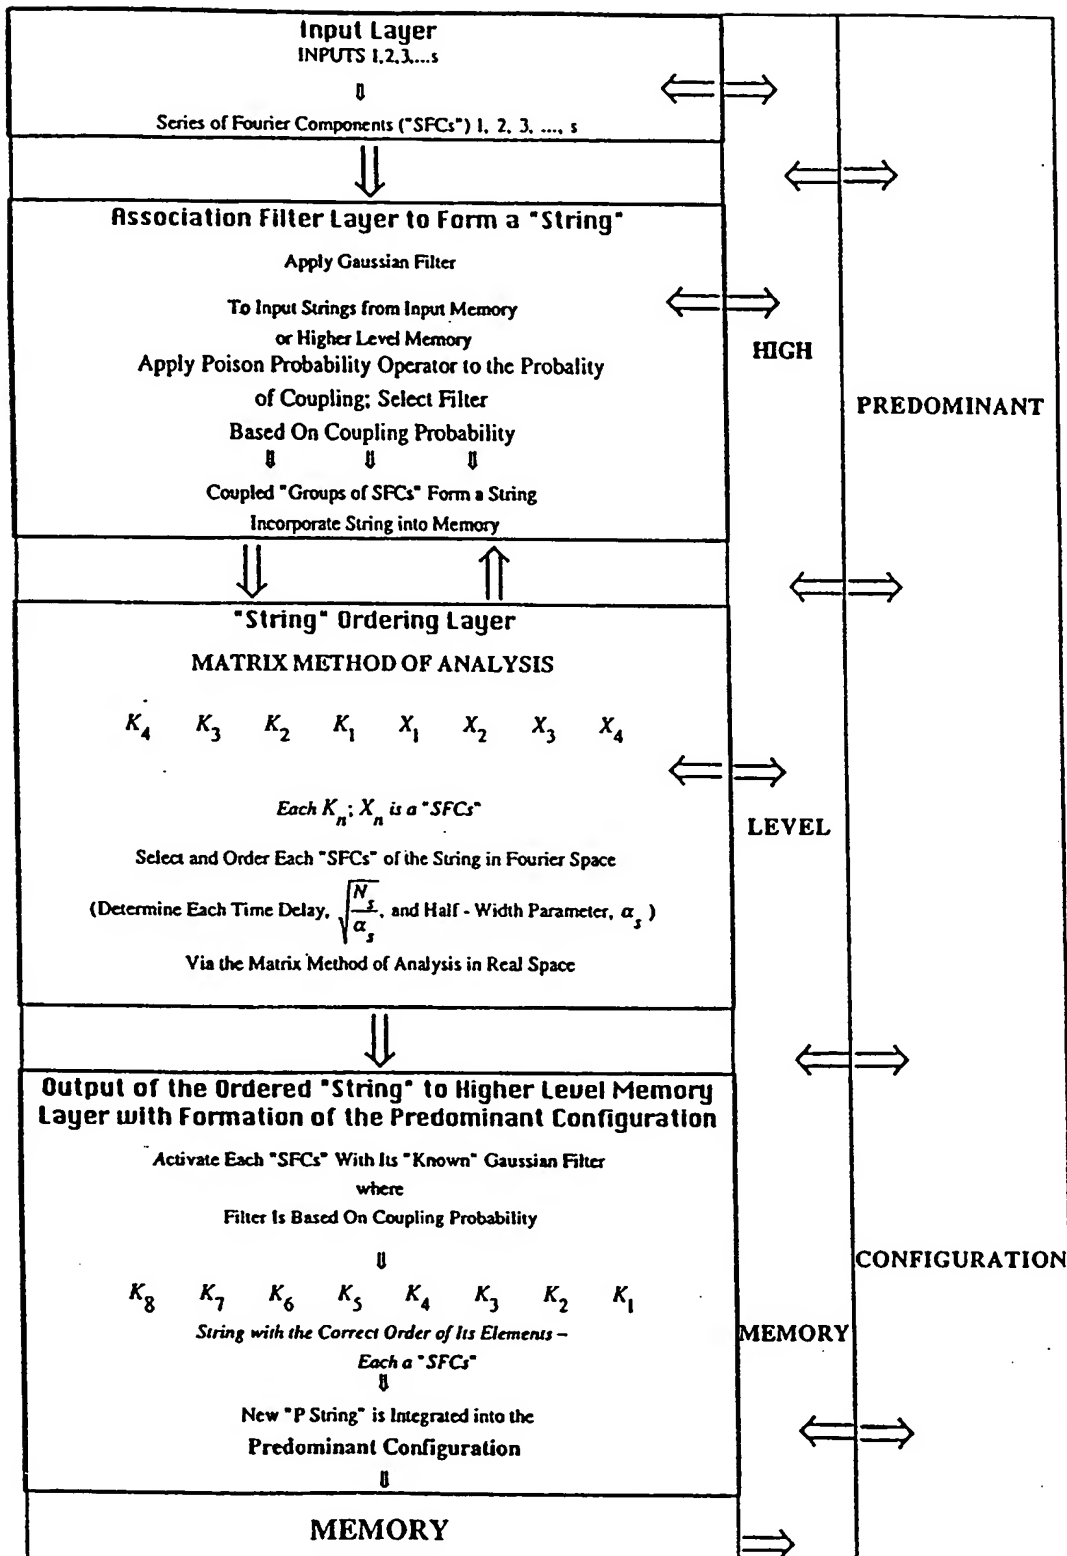 Input Layer
INPUTS 1,2,3,...s
⇓
Series of Fourier Components ("SFCs") 1, 2, 3, ..., s
Association Filter Layer to Form a "String"
Apply Gaussian Filter
To Input Strings from Input Memory
or Higher Level Memory
Apply Poison Probability Operator to the Probality
of Coupling; Select Filter
Based On Coupling Probability
⇓ ⇓ ⇓
Coupled "Groups of SFCs" Form a String
Incorporate String into Memory
"String" Ordering Layer
MATRIX METHOD OF ANALYSIS
K₄ K₃ K₂ K₁ X₁ X₂ X₃ X₄
Each Kₙ; Xₙ is a "SFCs"
Select and Order Each "SFCs" of the String in Fourier Space
(Determine Each Time Delay, √(Nₛ/αₛ), and Half - Width Parameter, αₛ )
Via the Matrix Method of Analysis in Real Space
Output of the Ordered "String" to Higher Level Memory
Layer with Formation of the Predominant Configuration
Activate Each "SFCs" With Its "Known" Gaussian Filter
where
Filter Is Based On Coupling Probability
⇓
K₈ K₇ K₆ K₅ K₄ K₃ K₂ K₁
String with the Correct Order of Its Elements –
Each a "SFCs"
⇓
New "P String" is Integrated into the
Predominant Configuration
⇓
MEMORY
HIGH
LEVEL
MEMORY
PREDOMINANT
CONFIGURATION